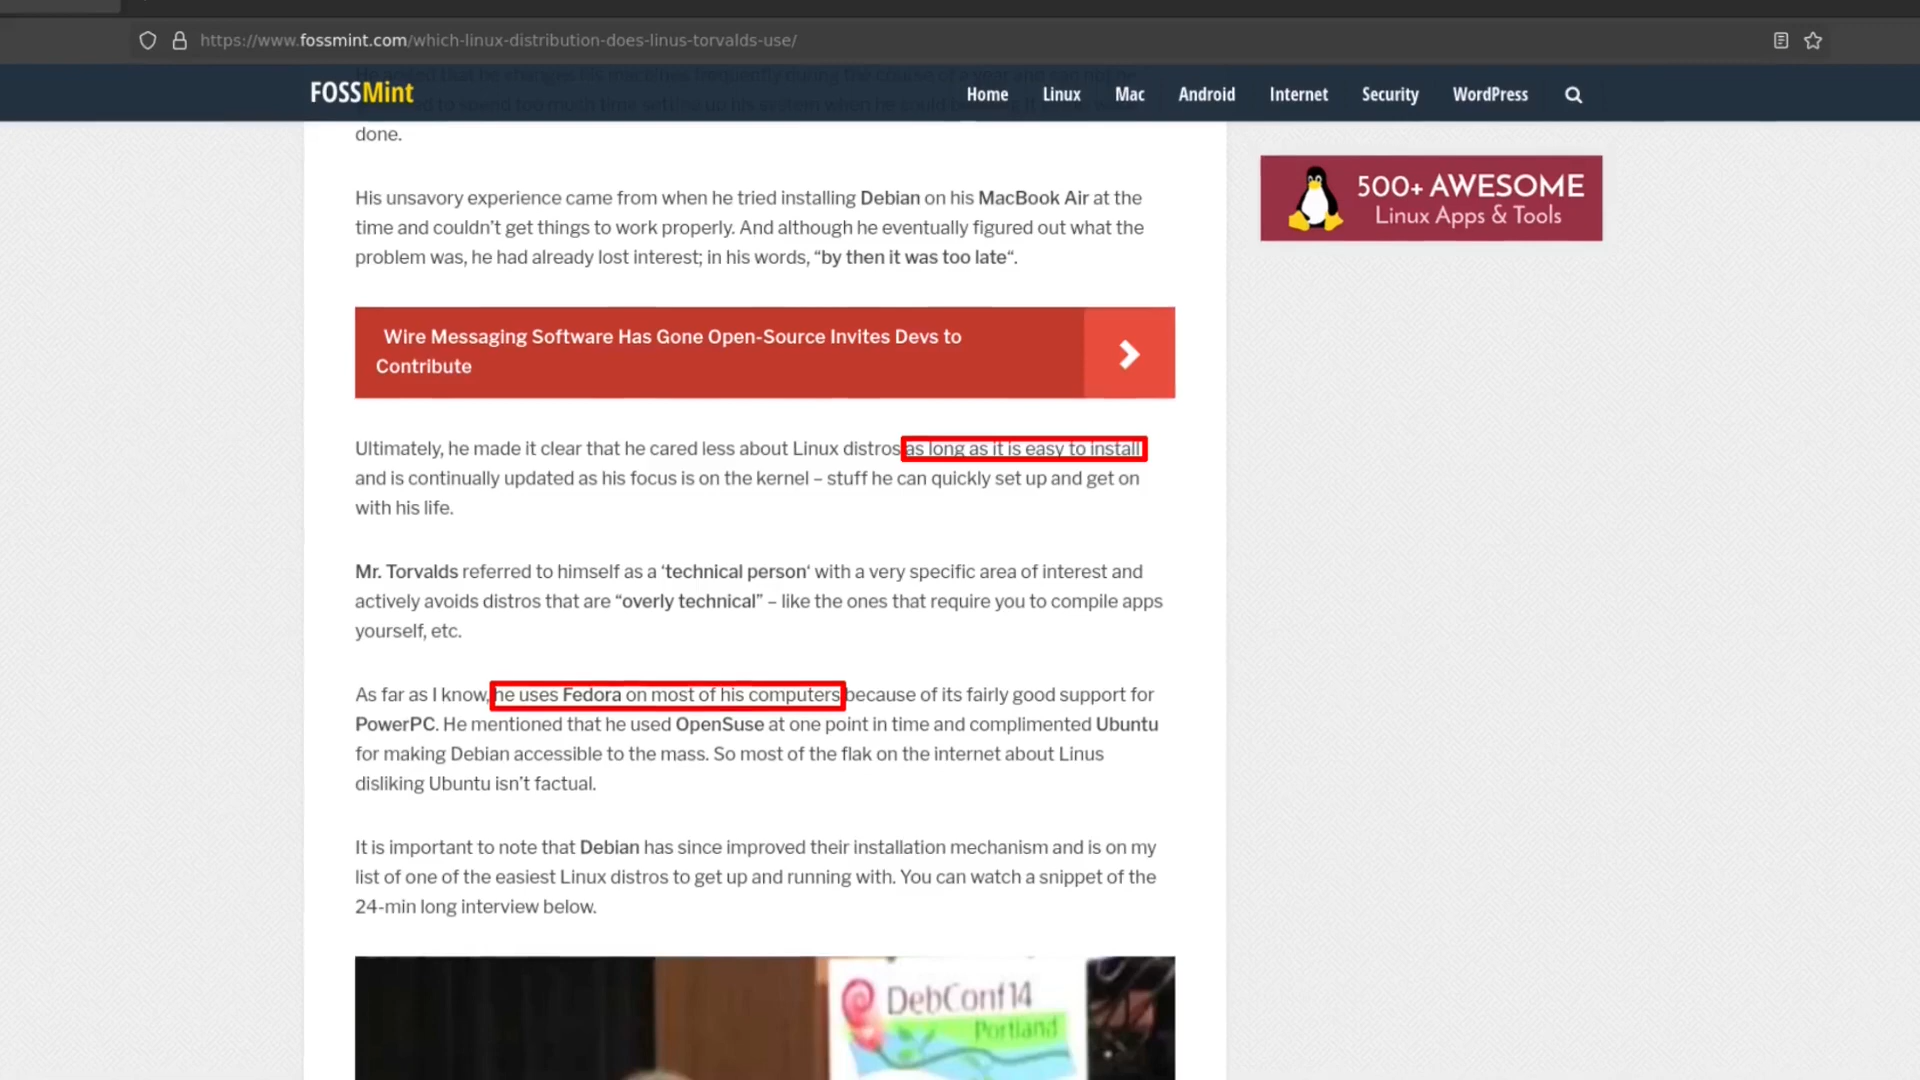 https://www.fossmint.com/which-linux-distribution-does-linus-torvalds-use/
FOSSMint
Home Linux Mac Android Internet Security WordPress
done.
500+ AWESOME
Linux Apps & Tools
His unsavory experience came from when he tried installing Debian on his MacBook Air at the
time and couldn’t get things to work properly. And although he eventually figured out what the
problem was, he had already lost interest; in his words, “by then it was too late“.
Wire Messaging Software Has Gone Open-Source Invites Devs to
Contribute
Ultimately, he made it clear that he cared less about Linux distros as long as it is easy to install
and is continually updated as his focus is on the kernel – stuff he can quickly set up and get on
with his life.
Mr. Torvalds referred to himself as a ‘technical person‘ with a very specific area of interest and
actively avoids distros that are “overly technical” – like the ones that require you to compile apps
yourself, etc.
As far as I know, he uses Fedora on most of his computers because of its fairly good support for
PowerPC. He mentioned that he used OpenSuse at one point in time and complimented Ubuntu
for making Debian accessible to the mass. So most of the flak on the internet about Linus
disliking Ubuntu isn’t factual.
It is important to note that Debian has since improved their installation mechanism and is on my
list of one of the easiest Linux distros to get up and running with. You can watch a snippet of the
24-min long interview below.
DebConf14
Portland